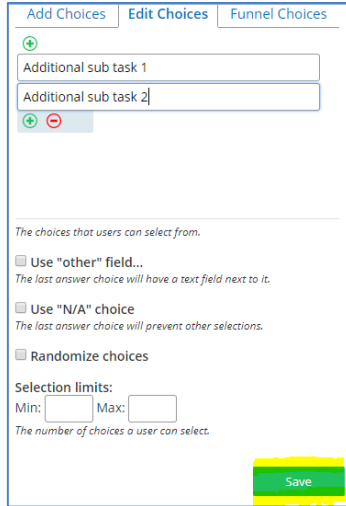 Add Choices Edit Choices Funnel Choices
Additional sub task 1
Additional sub task 2
The choices that users can select from.
Use "other" field...
The last answer choice will have a text field next to it.
Use "N/A" choice
The last answer choice will prevent other selections.
Randomize choices
Selection limits:
Min: Max:
The number of choices a user can select.
Save